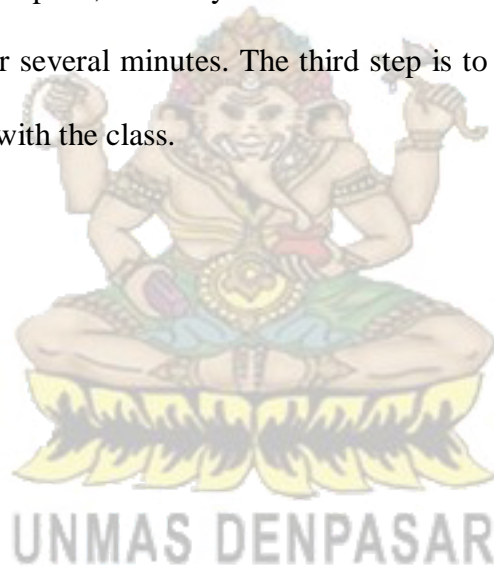 r several minutes. The third step is to
with the class.
UNMAS DENPASAR